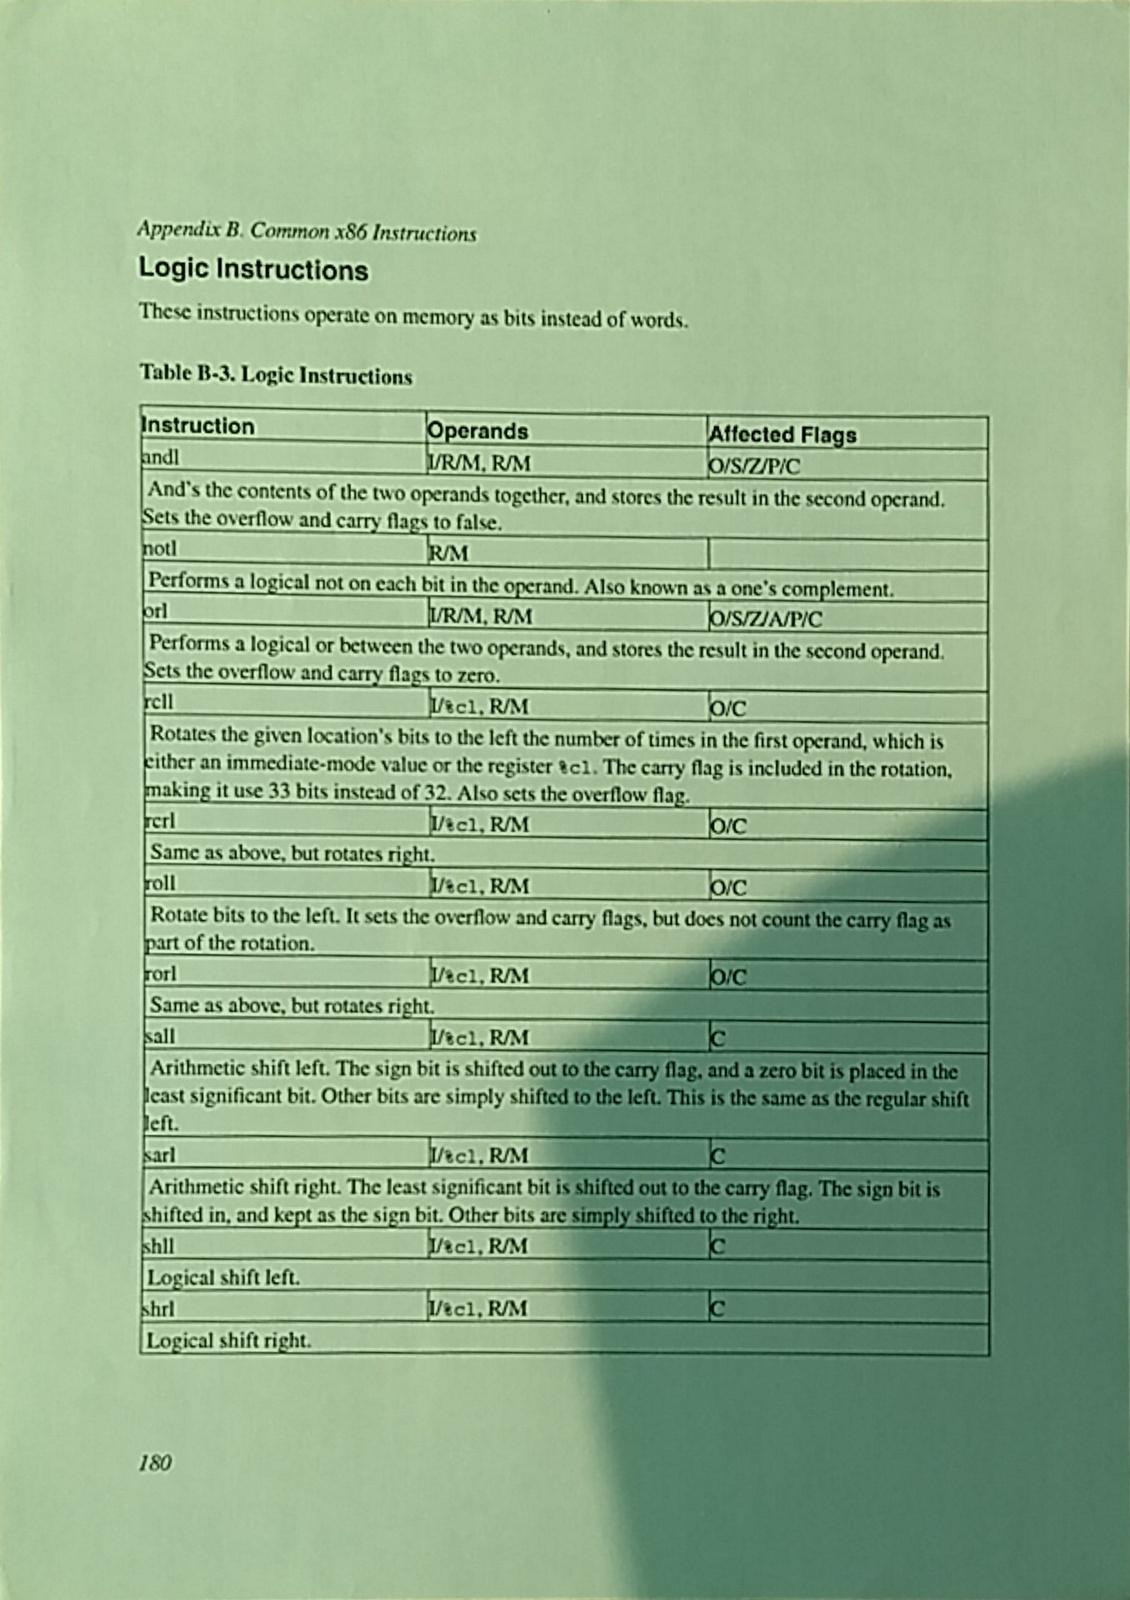 Appendix B. Common x86 Instructions
Logic Instructions
These instructions operate on memory as bits instead of words.
Table B-3. Logic Instructions
Instruction Operands Affected Flags
andl I/R/M, R/M O/S/Z/P/C
And's the contents of the two operands together, and stores the result in the second operand.
Sets the overflow and carry flags to false.
notl R/M
Performs a logical not on each bit in the operand. Also known as a one's complement.
orl I/R/M, R/M O/S/Z/A/P/C
Performs a logical or between the two operands, and stores the result in the second operand.
Sets the overflow and carry flags to zero.
rcll I/%cl, R/M O/C
Rotates the given location's bits to the left the number of times in the first operand, which is
either an immediate-mode value or the register %cl. The carry flag is included in the rotation,
making it use 33 bits instead of 32. Also sets the overflow flag.
rcrl I/%cl, R/M O/C
Same as above, but rotates right.
roll I/%cl, R/M O/C
Rotate bits to the left. It sets the overflow and carry flags, but does not count the carry flag as
part of the rotation.
rorl I/%cl, R/M O/C
Same as above, but rotates right.
sall I/%cl, R/M C
Arithmetic shift left. The sign bit is shifted out to the carry flag, and a zero bit is placed in the
least significant bit. Other bits are simply shifted to the left. This is the same as the regular shift
left.
sarl I/%cl, R/M C
Arithmetic shift right. The least significant bit is shifted out to the carry flag. The sign bit is
shifted in, and kept as the sign bit. Other bits are simply shifted to the right.
shll I/%cl, R/M C
Logical shift left.
shrl I/%cl, R/M C
Logical shift right.
180